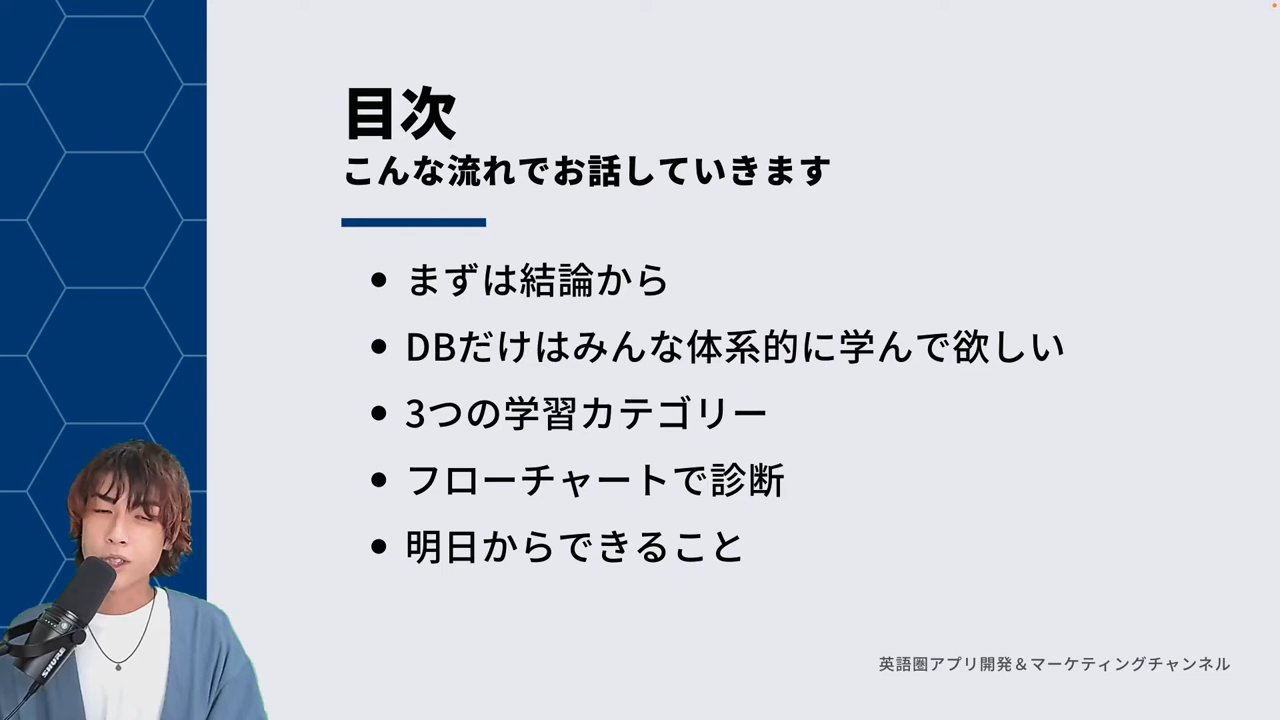 目次
こんな流れでお話していきます
• まずは結論から
• DBだけはみんな体系的に学んで欲しい
• 3つの学習カテゴリー
• フローチャートで診断
• 明日からできること
SHURE
英語圏アプリ開発＆マーケティングチャンネル